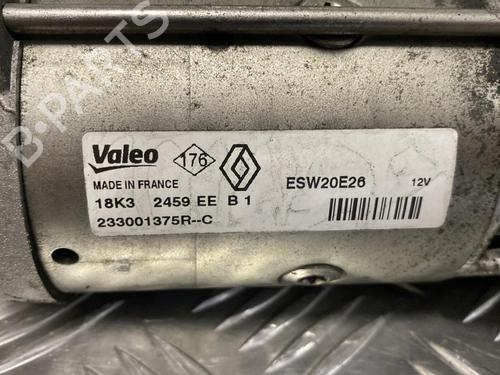 B-PARTS
Valeo 176 ESW20E26 12V
MADE IN FRANCE
18K3 2459 EE B 1
233001375R--C